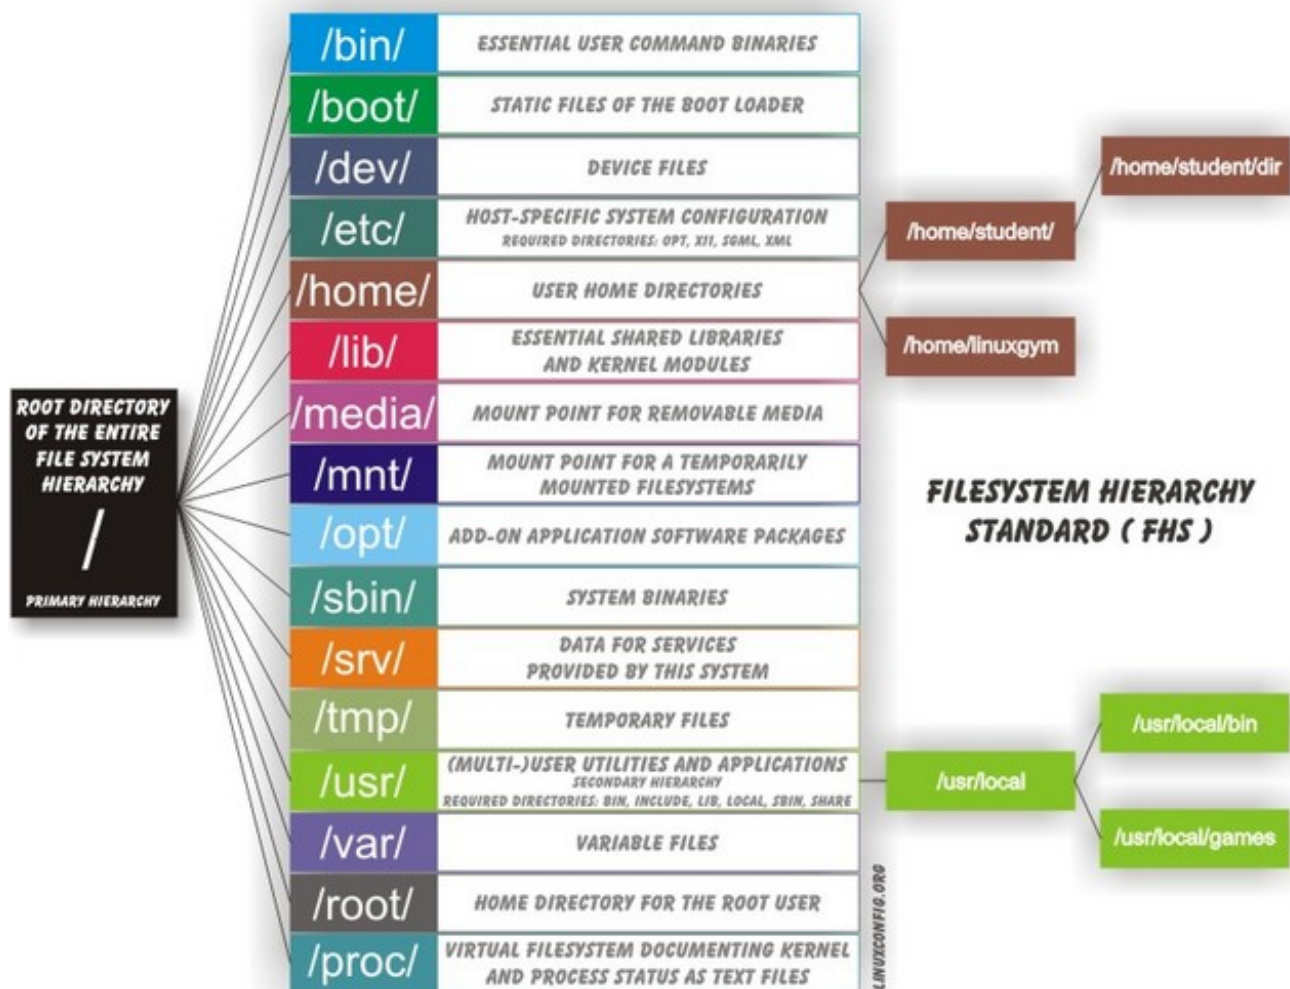 ROOT DIRECTORY
OF THE ENTIRE
FILE SYSTEM
HIERARCHY
/
PRIMARY HIERARCHY
/bin/
ESSENTIAL USER COMMAND BINARIES
/boot/
STATIC FILES OF THE BOOT LOADER
/dev/
DEVICE FILES
/etc/
HOST-SPECIFIC SYSTEM CONFIGURATION
REQUIRED DIRECTORIES: OPT, X11, SGML, XML
/home/
USER HOME DIRECTORIES
/home/student/
/home/student/dir
/home/linuxgym
/lib/
ESSENTIAL SHARED LIBRARIES
AND KERNEL MODULES
/media/
MOUNT POINT FOR REMOVABLE MEDIA
/mnt/
MOUNT POINT FOR A TEMPORARILY
MOUNTED FILESYSTEMS
/opt/
ADD-ON APPLICATION SOFTWARE PACKAGES
/sbin/
SYSTEM BINARIES
/srv/
DATA FOR SERVICES
PROVIDED BY THIS SYSTEM
/tmp/
TEMPORARY FILES
/usr/
(MULTI-)USER UTILITIES AND APPLICATIONS
SECONDARY HIERARCHY
REQUIRED DIRECTORIES: BIN, INCLUDE, LIB, LOCAL, SBIN, SHARE
/usr/local
/usr/local/bin
/usr/local/games
/var/
VARIABLE FILES
/root/
HOME DIRECTORY FOR THE ROOT USER
/proc/
VIRTUAL FILESYSTEM DOCUMENTING KERNEL
AND PROCESS STATUS AS TEXT FILES
FILESYSTEM HIERARCHY
STANDARD ( FHS )
LINUXCONFIG.ORG